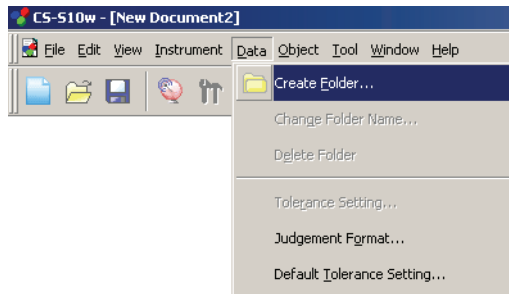 CS-S10w - [New Document2]
File Edit View Instrument Data Object Tool Window Help
Create Folder...
Change Folder Name...
Delete Folder
Tolerance Setting...
Judgement Format...
Default Tolerance Setting...